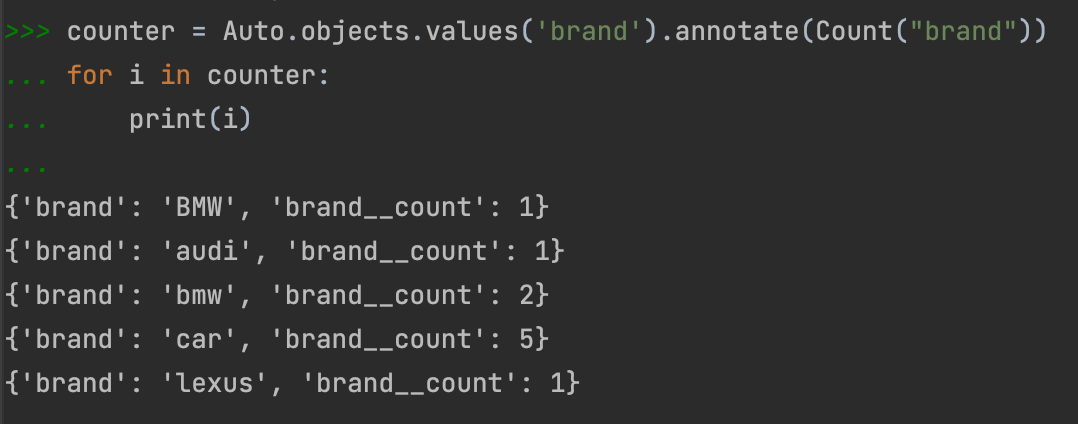 >>> counter = Auto.objects.values('brand').annotate(Count("brand"))
... for i in counter:
...     print(i)
...
{'brand': 'BMW', 'brand__count': 1}
{'brand': 'audi', 'brand__count': 1}
{'brand': 'bmw', 'brand__count': 2}
{'brand': 'car', 'brand__count': 5}
{'brand': 'lexus', 'brand__count': 1}